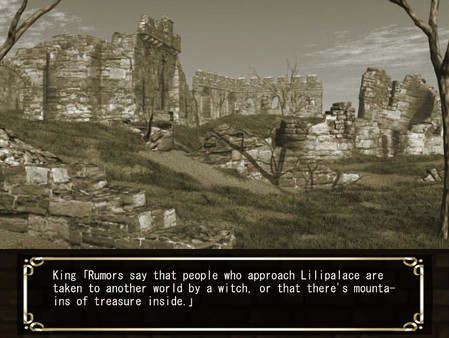 King｢Rumors say that people who approach Lilipalace are
taken to another world by a witch, or that there's mounta-
ins of treasure inside.｣